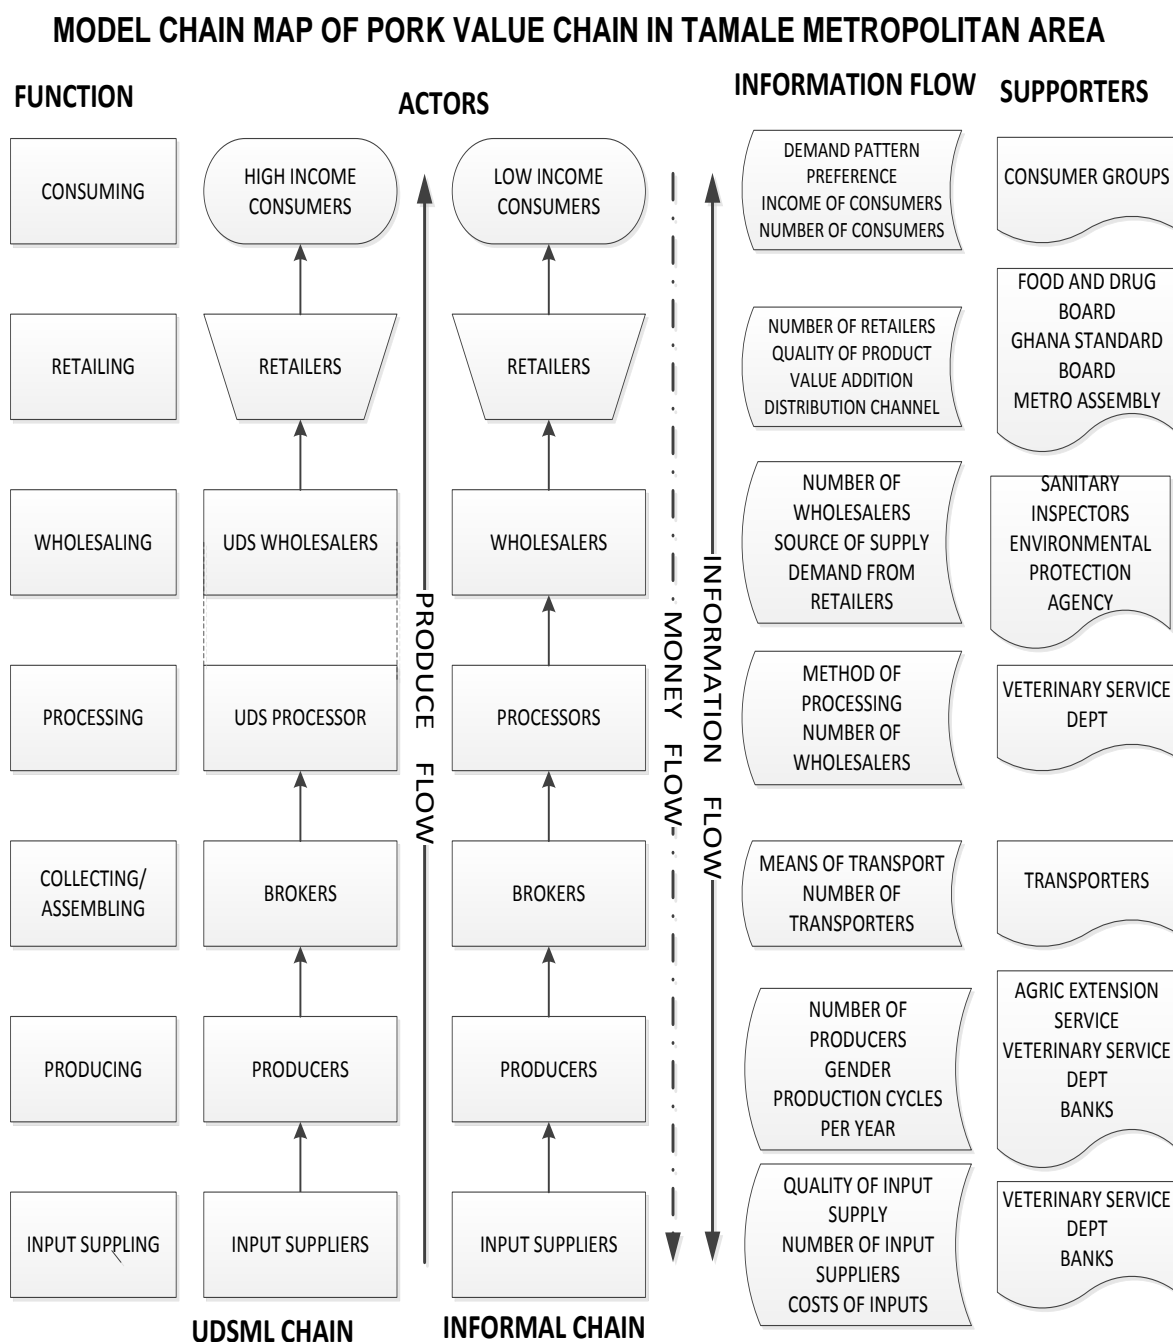 MODEL CHAIN MAP OF PORK VALUE CHAIN IN TAMALE METROPOLITAN AREA
FUNCTION
ACTORS
INFORMATION FLOW
SUPPORTERS
CONSUMING
HIGH INCOME
CONSUMERS
LOW INCOME
CONSUMERS
DEMAND PATTERN
PREFERENCE
INCOME OF CONSUMERS
NUMBER OF CONSUMERS
CONSUMER GROUPS
RETAILING
RETAILERS
RETAILERS
NUMBER OF RETAILERS
QUALITY OF PRODUCT
VALUE ADDITION
DISTRIBUTION CHANNEL
FOOD AND DRUG
BOARD
GHANA STANDARD
BOARD
METRO ASSEMBLY
WHOLESALING
UDS WHOLESALERS
WHOLESALERS
NUMBER OF
WHOLESALERS
SOURCE OF SUPPLY
DEMAND FROM
RETAILERS
SANITARY
INSPECTORS
ENVIRONMENTAL
PROTECTION
AGENCY
PROCESSING
UDS PROCESSOR
PROCESSORS
METHOD OF
PROCESSING
NUMBER OF
WHOLESALERS
VETERINARY SERVICE
DEPT
PRODUCE FLOW
MONEY FLOW
INFORMATION FLOW
COLLECTING/
ASSEMBLING
BROKERS
BROKERS
MEANS OF TRANSPORT
NUMBER OF
TRANSPORTERS
TRANSPORTERS
PRODUCING
PRODUCERS
PRODUCERS
NUMBER OF
PRODUCERS
GENDER
PRODUCTION CYCLES
PER YEAR
AGRIC EXTENSION
SERVICE
VETERINARY SERVICE
DEPT
BANKS
INPUT SUPPLING
INPUT SUPPLIERS
INPUT SUPPLIERS
QUALITY OF INPUT
SUPPLY
NUMBER OF INPUT
SUPPLIERS
COSTS OF INPUTS
VETERINARY SERVICE
DEPT
BANKS
UDSML CHAIN
INFORMAL CHAIN